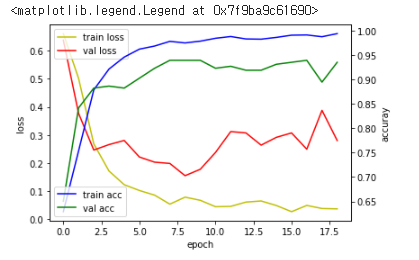 <matplotlib.legend.Legend at 0x7f9ba9c61690>
train loss
val loss
train acc
val acc
0.6
0.5
0.4
0.3
0.2
0.1
0.0
loss
1.00
0.95
0.90
0.85
0.80
0.75
0.70
0.65
accuray
0.0 2.5 5.0 7.5 10.0 12.5 15.0 17.5
epoch